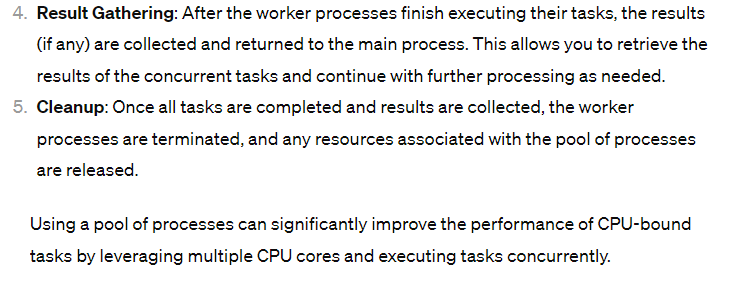 4. Result Gathering: After the worker processes finish executing their tasks, the results
(if any) are collected and returned to the main process. This allows you to retrieve the
results of the concurrent tasks and continue with further processing as needed.
5. Cleanup: Once all tasks are completed and results are collected, the worker
processes are terminated, and any resources associated with the pool of processes
are released.
Using a pool of processes can significantly improve the performance of CPU-bound
tasks by leveraging multiple CPU cores and executing tasks concurrently.